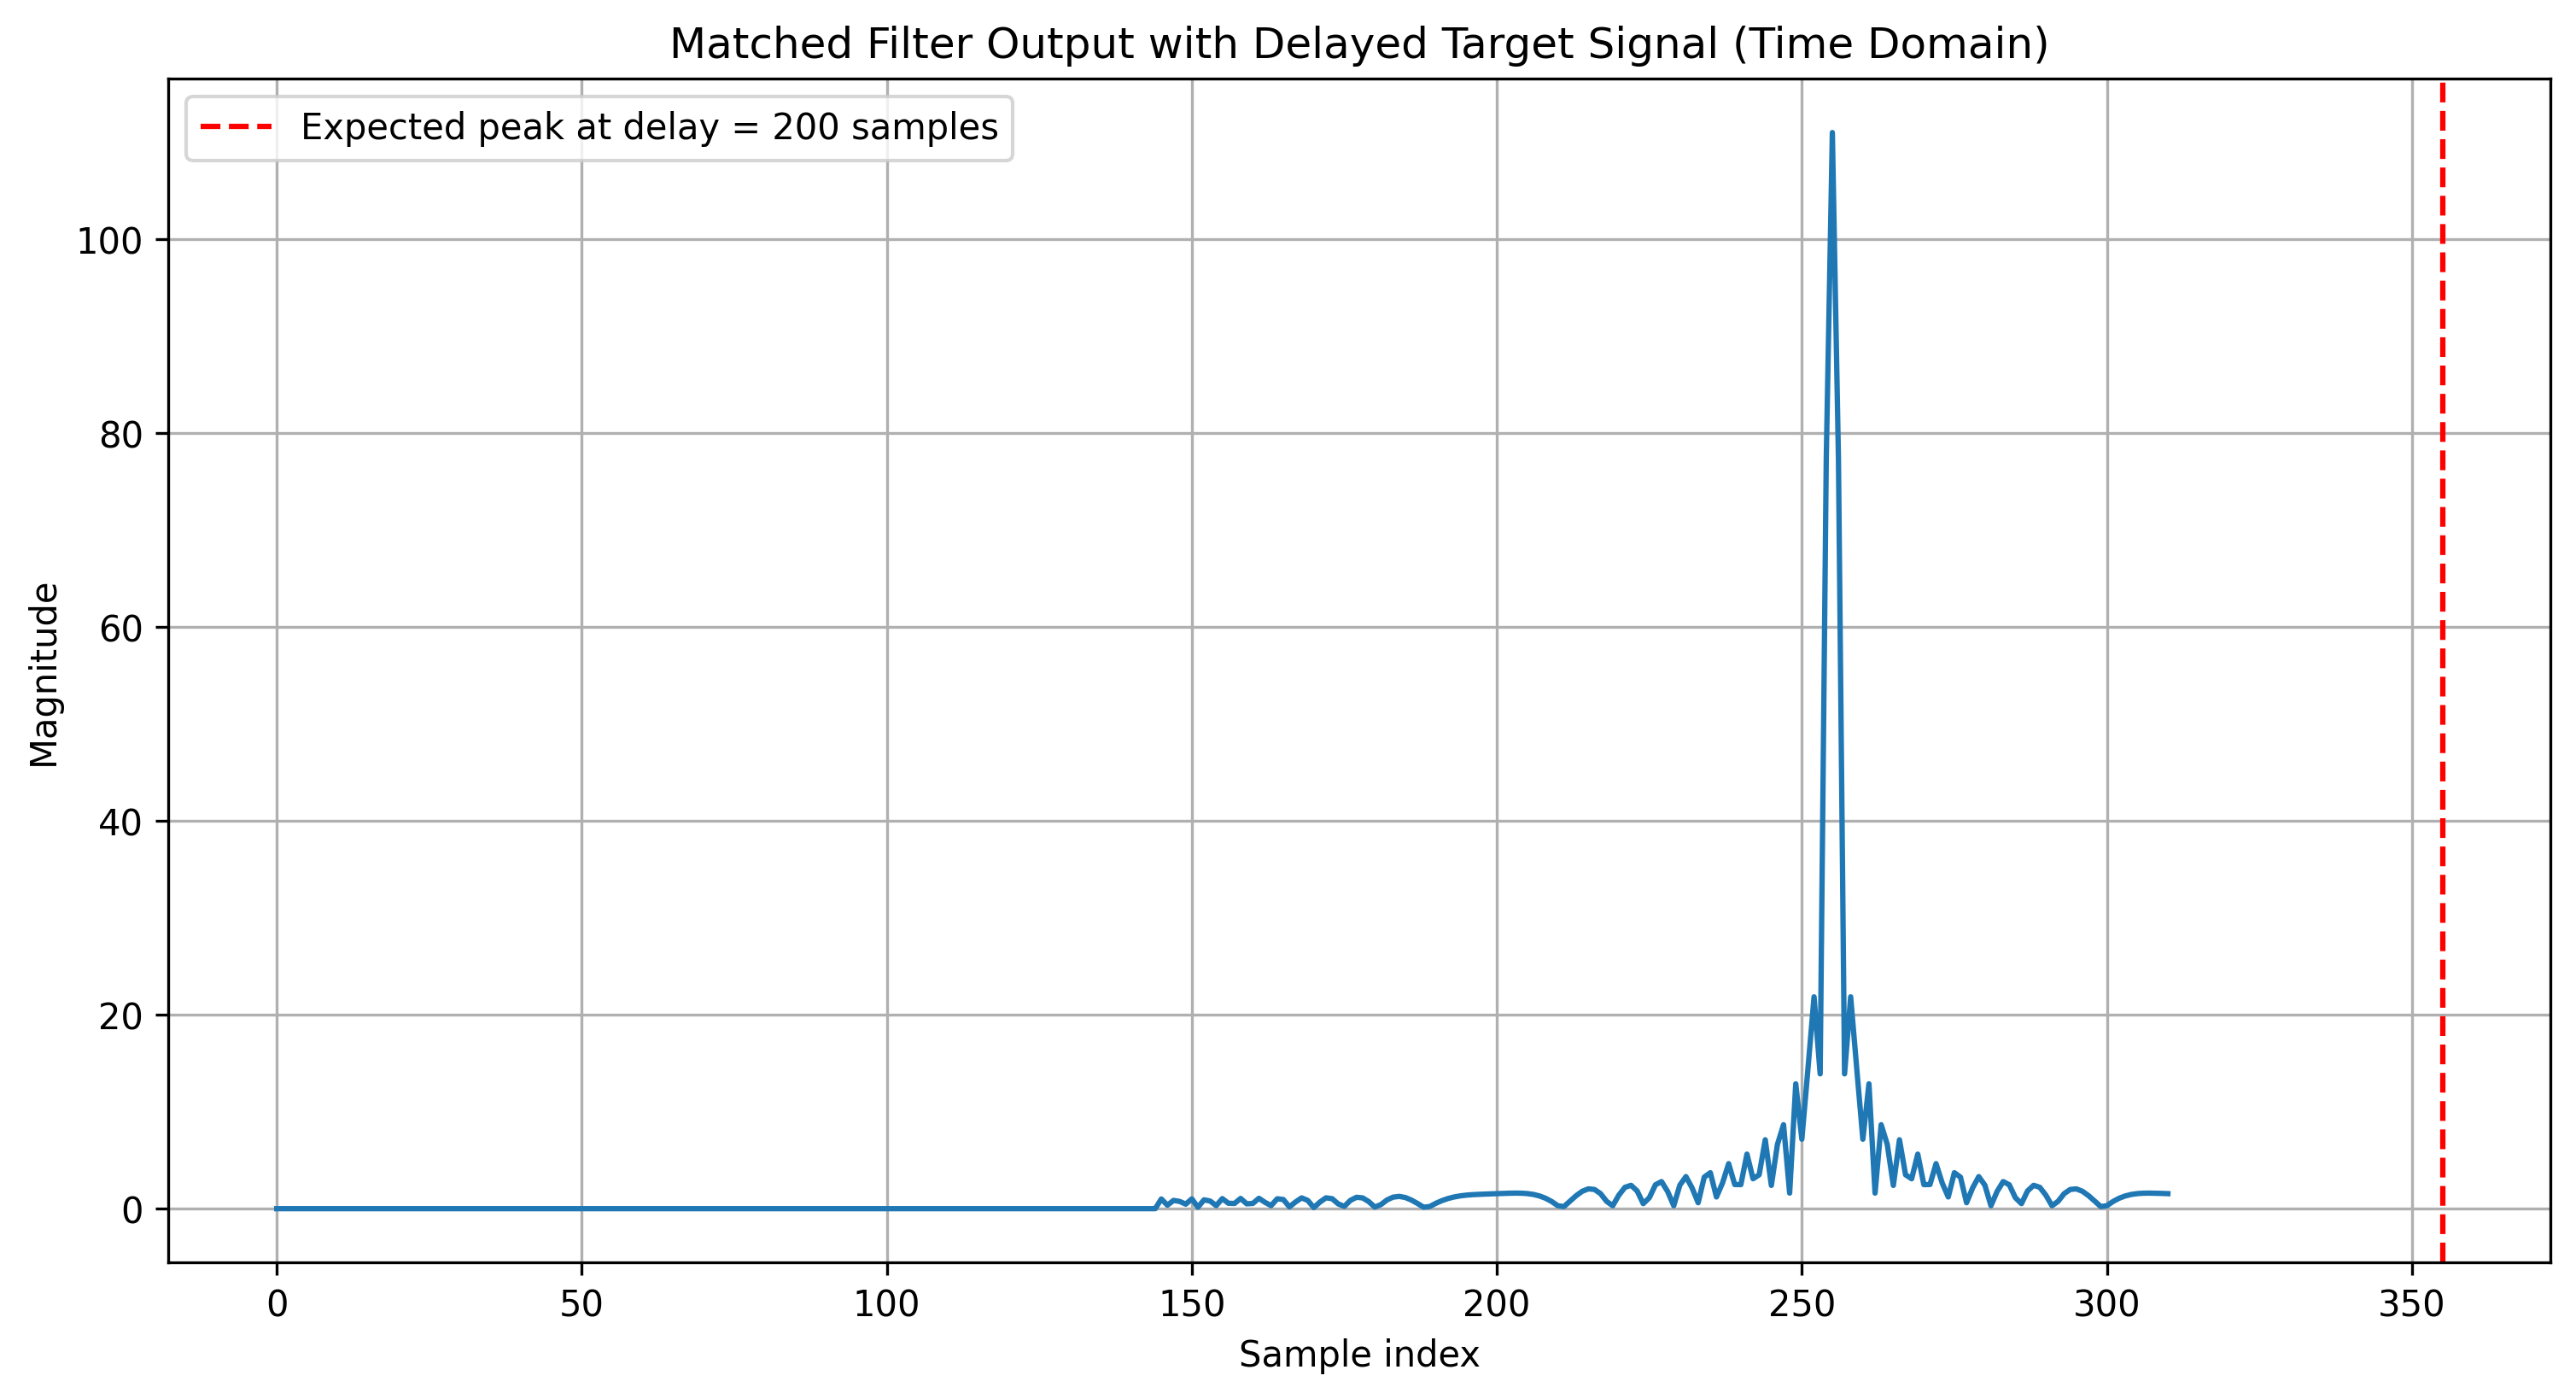 Matched Filter Output with Delayed Target Signal (Time Domain)
Expected peak at delay = 200 samples
100
80
60
40
20
0
Magnitude
0 50 100 150 200 250 300 350
Sample index